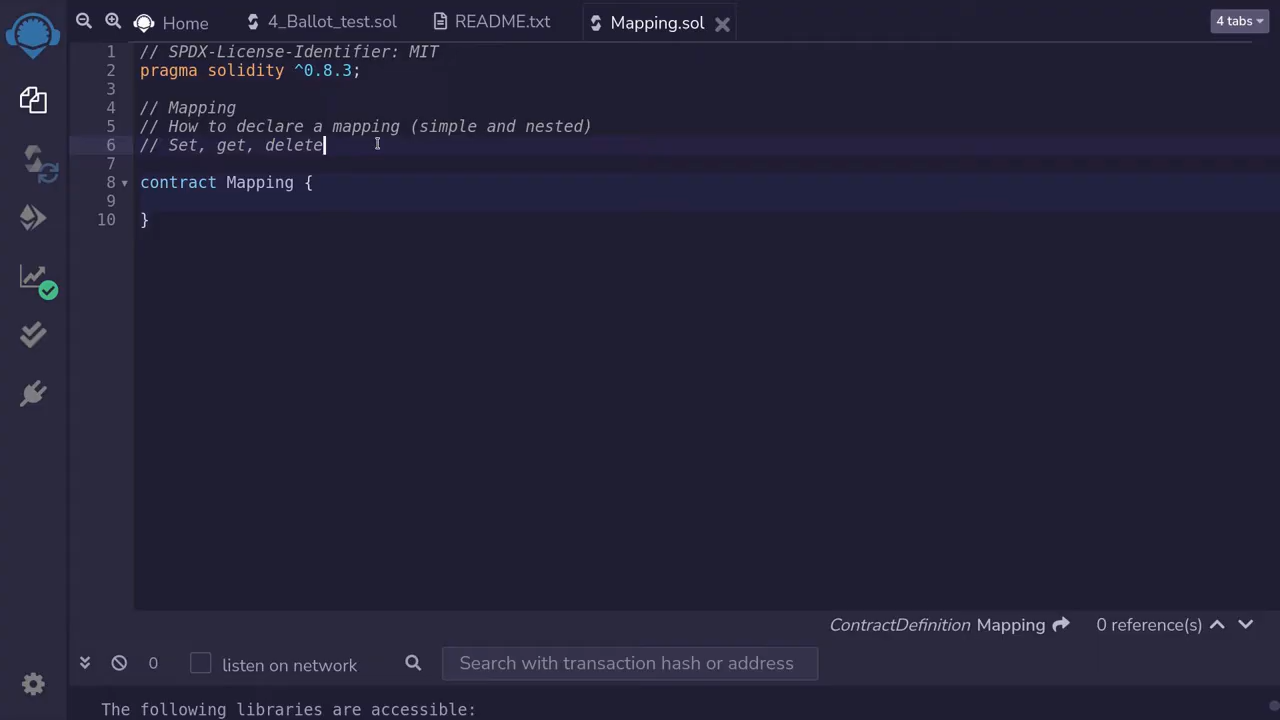 Home
4_Ballot_test.sol
README.txt
Mapping.sol
4 tabs
1 // SPDX-License-Identifier: MIT
2 pragma solidity ^0.8.3;
3
4 // Mapping
5 // How to declare a mapping (simple and nested)
6 // Set, get, delete
7
8 contract Mapping {
9
10 }
ContractDefinition Mapping 0 reference(s)
0 listen on network Search with transaction hash or address
The following libraries are accessible: